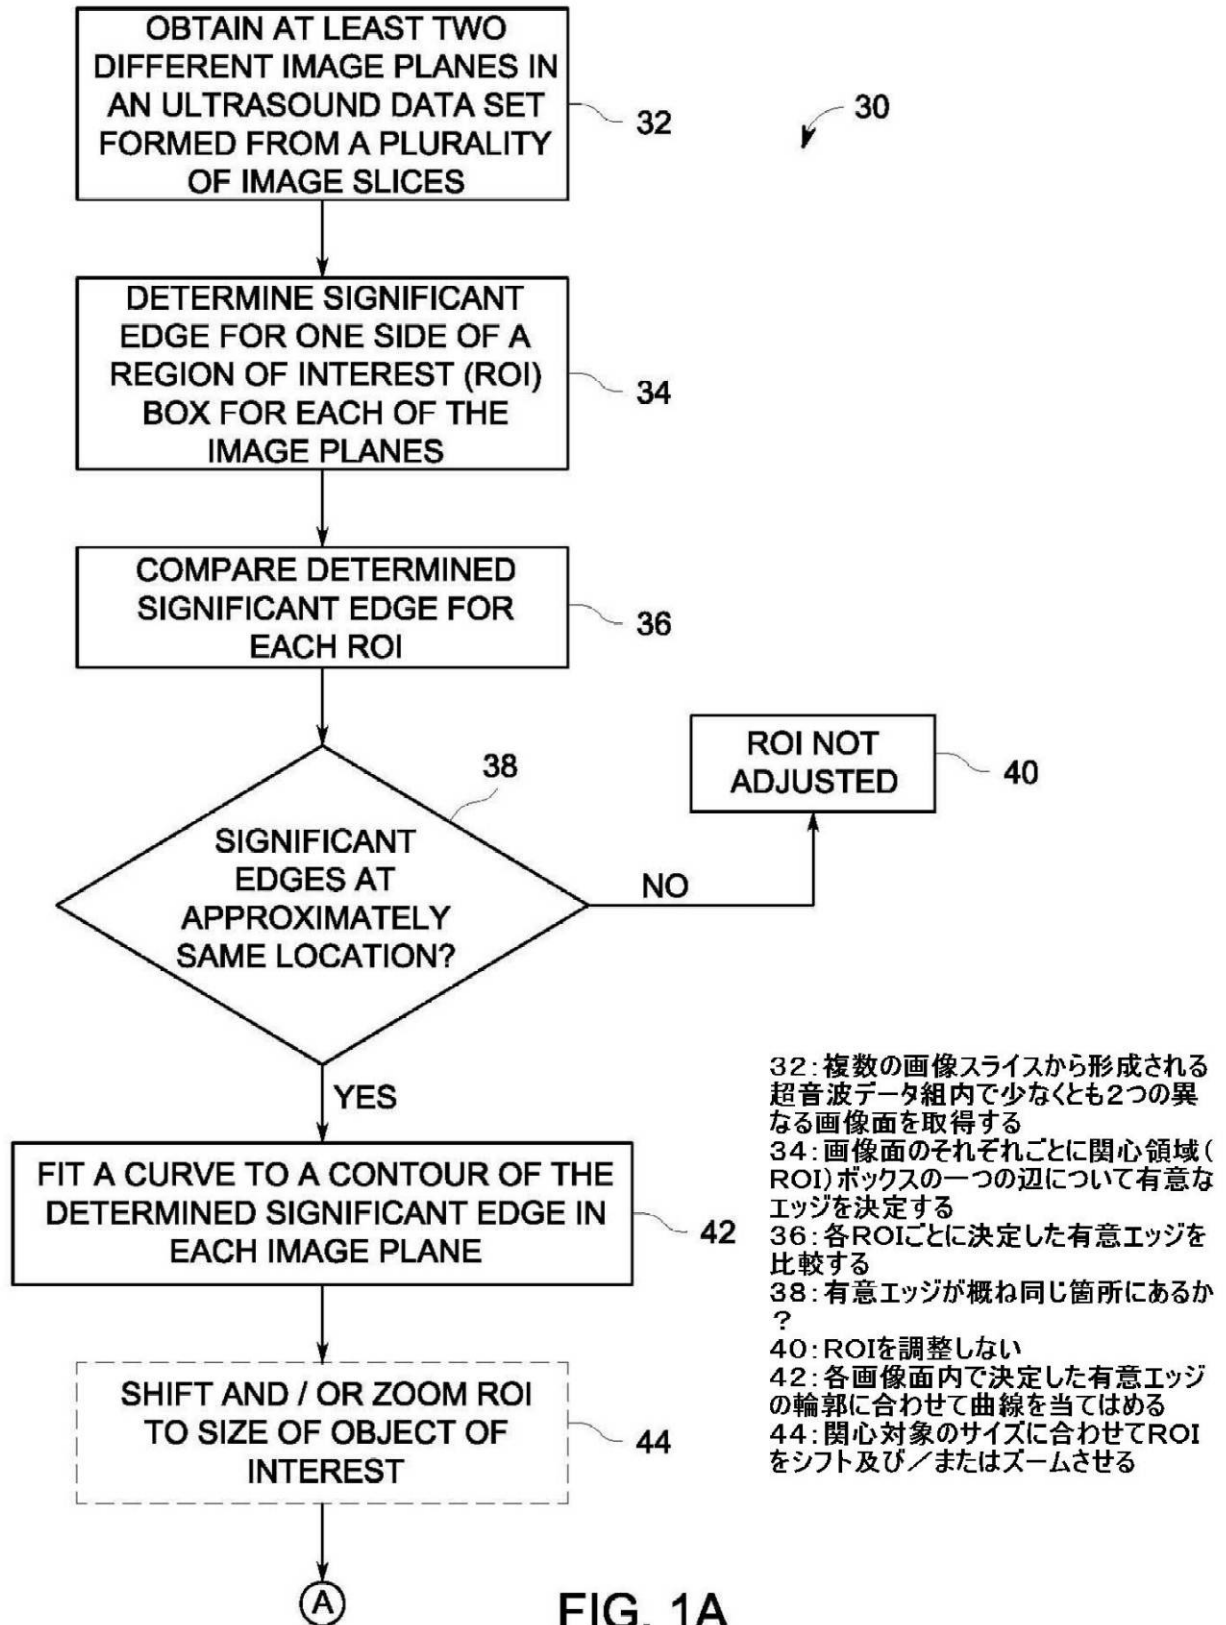 OBTAIN AT LEAST TWO
DIFFERENT IMAGE PLANES IN
AN ULTRASOUND DATA SET
FORMED FROM A PLURALITY
OF IMAGE SLICES
32
30
DETERMINE SIGNIFICANT
EDGE FOR ONE SIDE OF A
REGION OF INTEREST (ROI)
BOX FOR EACH OF THE
IMAGE PLANES
34
COMPARE DETERMINED
SIGNIFICANT EDGE FOR
EACH ROI
36
38
SIGNIFICANT
EDGES AT
APPROXIMATELY
SAME LOCATION?
NO
ROI NOT
ADJUSTED
40
YES
FIT A CURVE TO A CONTOUR OF THE
DETERMINED SIGNIFICANT EDGE IN
EACH IMAGE PLANE
42
SHIFT AND / OR ZOOM ROI
TO SIZE OF OBJECT OF
INTEREST
44
A
32:複数の画像スライスから形成される
超音波データ組内で少なくとも2つの異
なる画像面を取得する
34:画像面のそれぞれごとに関心領域(
ROI)ボックスの一つの辺について有意な
エッジを決定する
36:各ROIごとに決定した有意エッジを
比較する
38:有意エッジが概ね同じ箇所にあるか
?
40:ROIを調整しない
42:各画像面内で決定した有意エッジ
の輪郭に合わせて曲線を当てはめる
44:関心対象のサイズに合わせてROI
をシフト及び/またはズームさせる
FIG. 1A